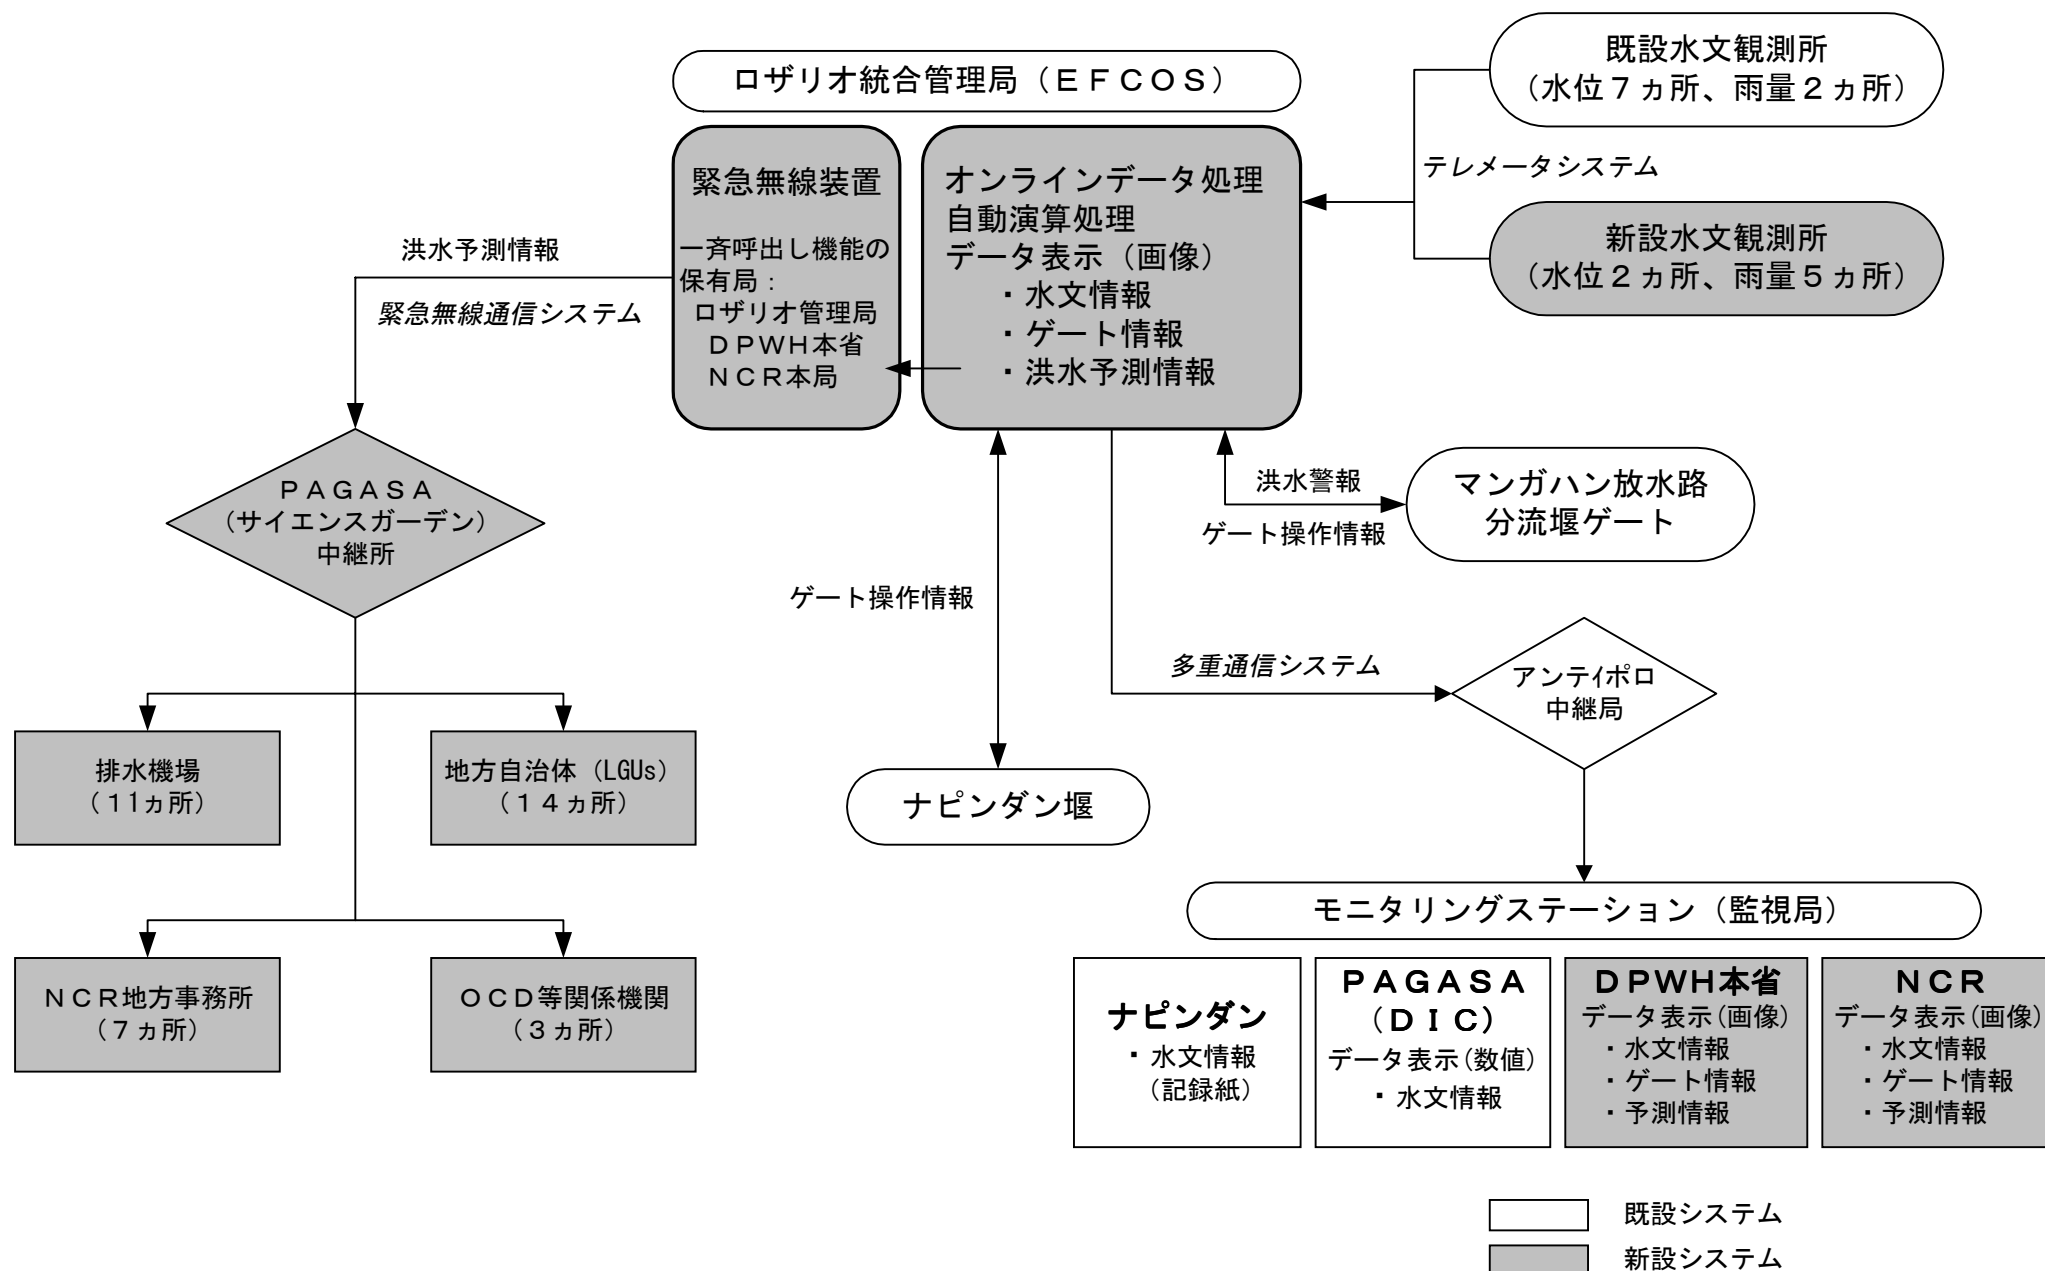 ロザリオ統合管理局（ＥＦＣＯＳ）
既設水文観測所
（水位７ヵ所、雨量２ヵ所）
テレメータシステム
新設水文観測所
（水位２ヵ所、雨量５ヵ所）
緊急無線装置
一斉呼出し機能の
保有局：
ロザリオ管理局
ＤＰＷＨ本省
ＮＣＲ本局
オンラインデータ処理
自動演算処理
データ表示（画像）
・水文情報
・ゲート情報
・洪水予測情報
洪水予測情報
緊急無線通信システム
ＰＡＧＡＳＡ
（サイエンスガーデン）
中継所
洪水警報
ゲート操作情報
マンガハン放水路
分流堰ゲート
ゲート操作情報
多重通信システム
アンティポロ
中継局
排水機場
（１１ヵ所）
地方自治体（LGUs）
（１４ヵ所）
ナピンダン堰
ＮＣＲ地方事務所
（７ヵ所）
ＯＣＤ等関係機関
（３ヵ所）
モニタリングステーション（監視局）
ナピンダン
・水文情報
（記録紙）
ＰＡＧＡＳＡ
（ＤＩＣ）
データ表示(数値)
・水文情報
ＤＰＷＨ本省
データ表示(画像)
・水文情報
・ゲート情報
・予測情報
ＮＣＲ
データ表示(画像)
・水文情報
・ゲート情報
・予測情報
既設システム
新設システム